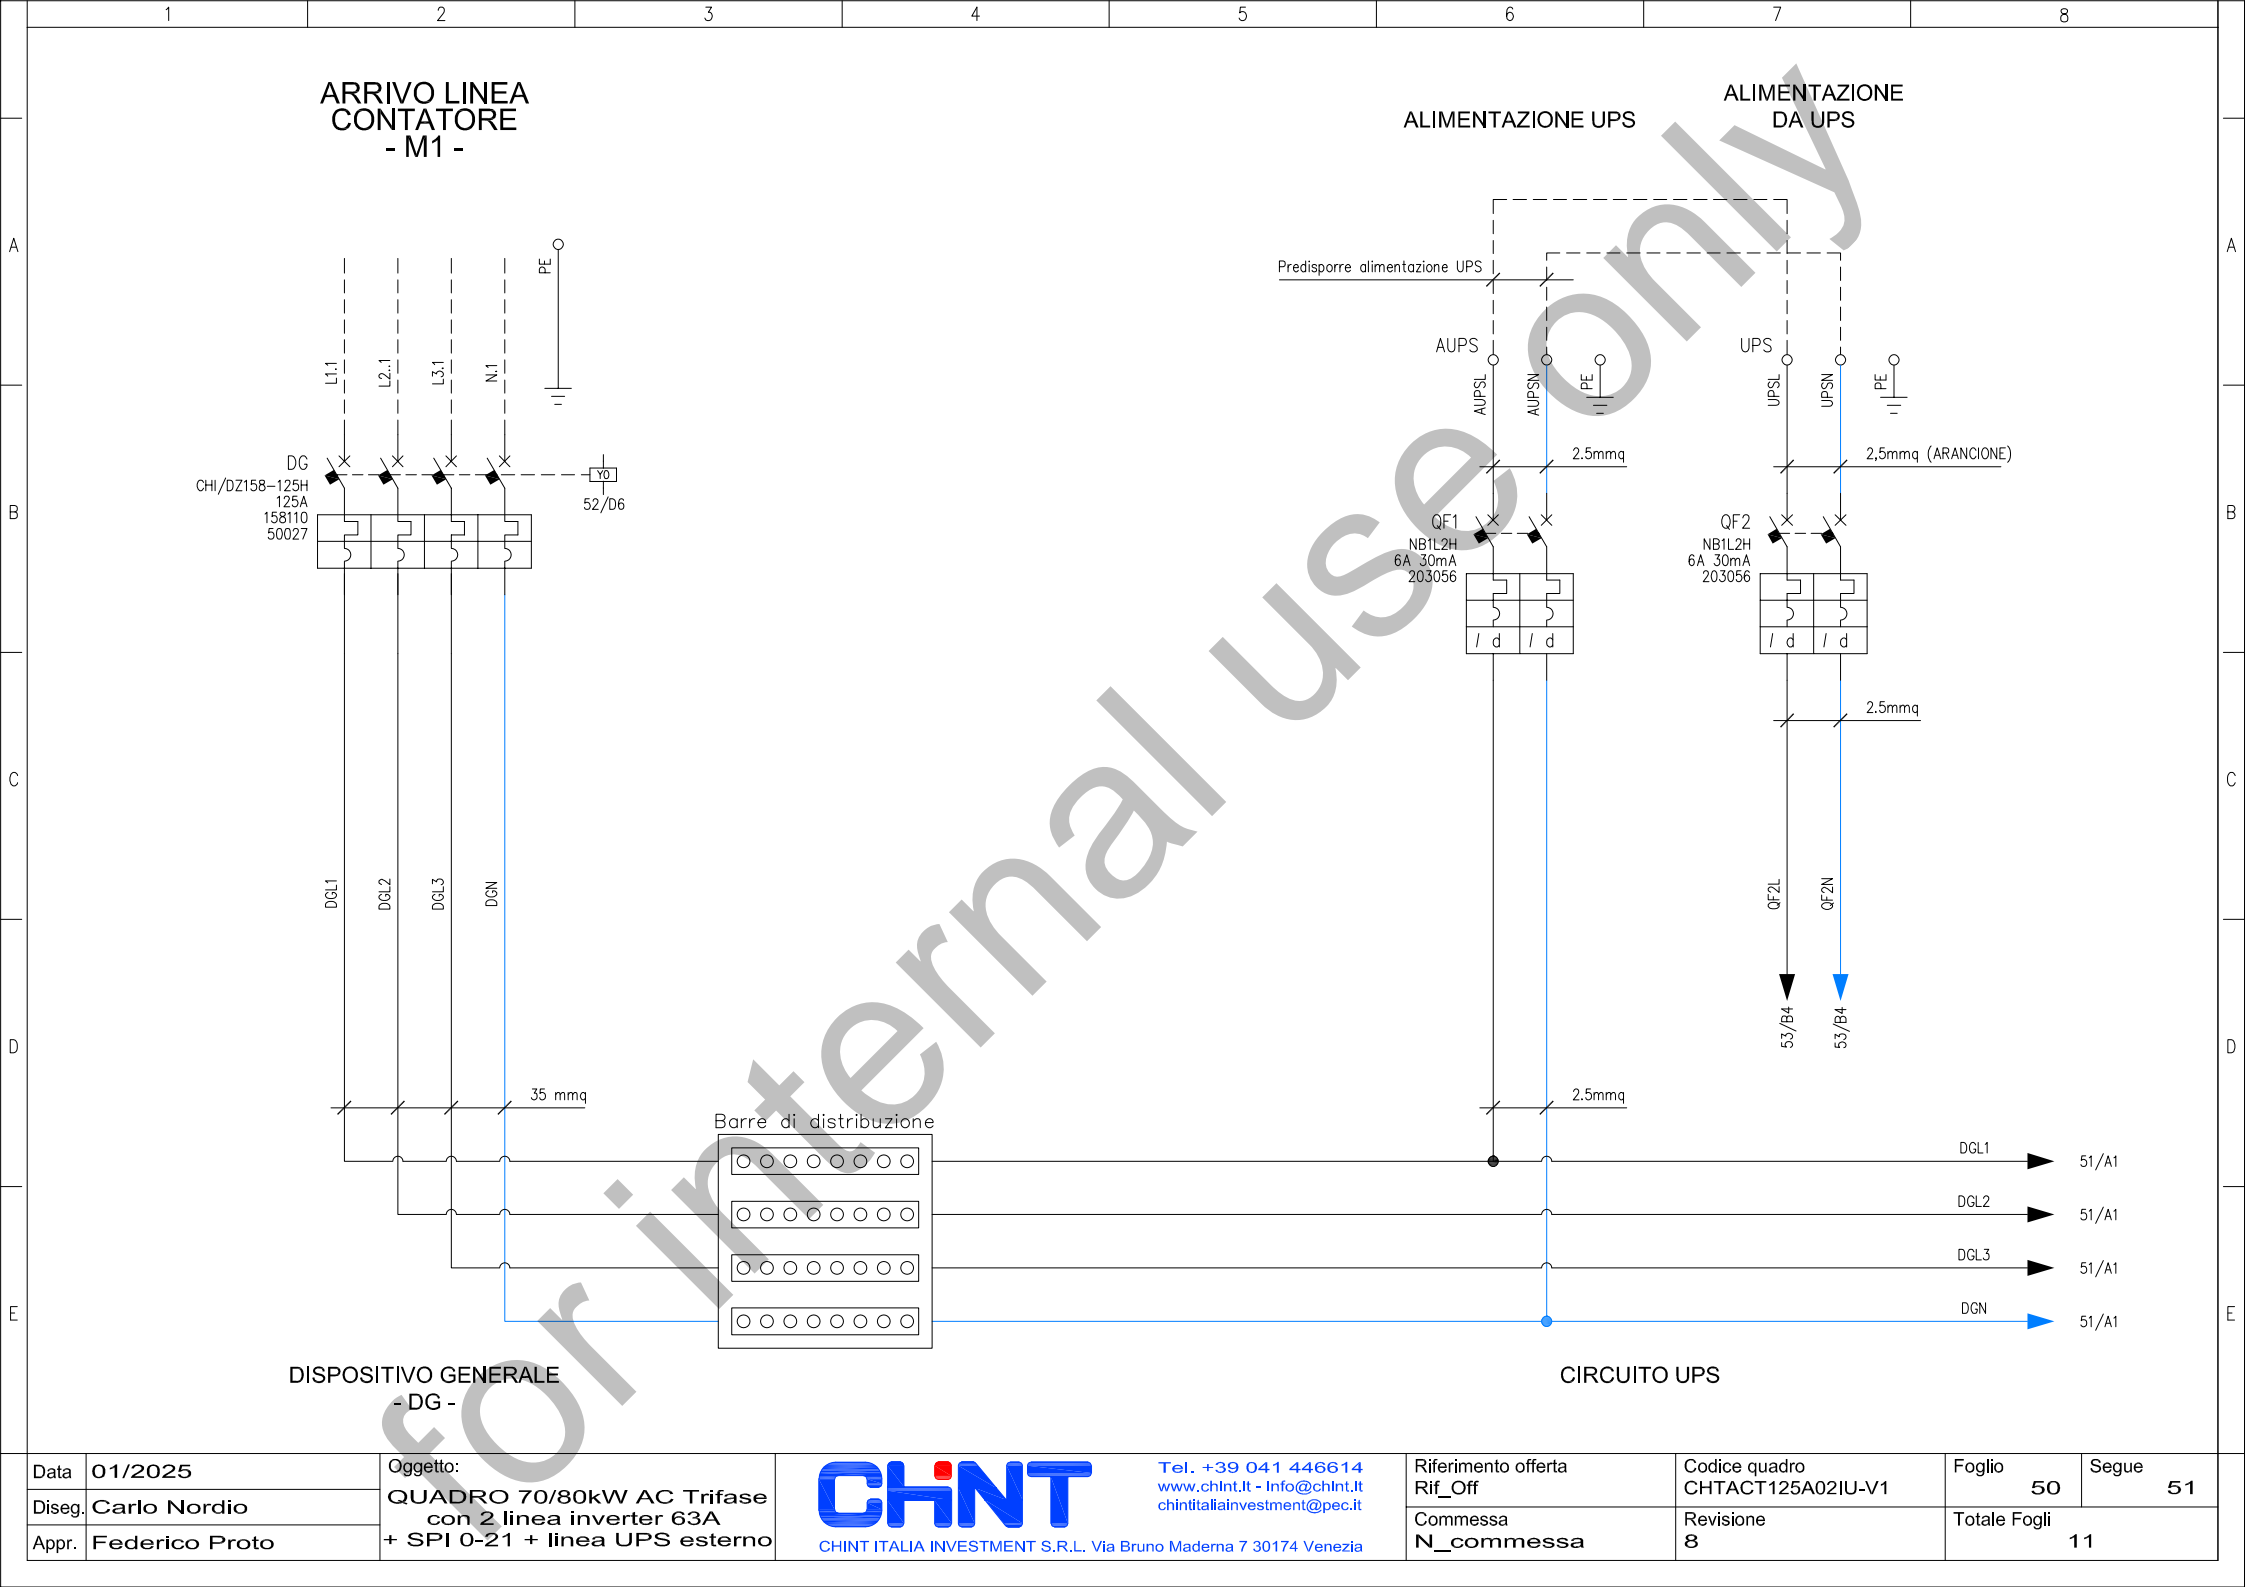 1 2 3 4 5 6 7 8
ARRIVO LINEA
CONTATORE
- M1 -
ALIMENTAZIONE UPS
ALIMENTAZIONE
DA UPS
A
A
PE
Predisporre alimentazione UPS
L1.1
L2..1
L3.1
N.1
AUPS
UPS
AUPSL
AUPSN
PE
UPSL
UPSN
PE
DG
CHI/DZ158-125H
125A
158110
50027
Y0
52/D6
2.5mmq
2,5mmq (ARANCIONE)
B
B
QF1
NB1L2H
6A 30mA
203056
I d
I d
QF2
NB1L2H
6A 30mA
203056
I d
I d
2.5mmq
C
C
DGL1
DGL2
DGL3
DGN
QF2L
QF2N
53/B4
53/B4
D
D
35 mmq
2.5mmq
Barre di distribuzione
DGL1
51/A1
DGL2
51/A1
DGL3
51/A1
DGN
51/A1
E
E
DISPOSITIVO GENERALE
- DG -
CIRCUITO UPS
for internal use only
Data 01/2025
Diseg. Carlo Nordio
Appr. Federico Proto
Oggetto:
QUADRO 70/80kW AC Trifase
con 2 linea inverter 63A
+ SPI 0-21 + linea UPS esterno
CHINT
Tel. +39 041 446614
www.chint.it - Info@chint.it
chintitaliainvestment@pec.it
CHINT ITALIA INVESTMENT S.R.L. Via Bruno Maderna 7 30174 Venezia
Riferimento offerta
Rif_Off
Commessa
N_commessa
Codice quadro
CHTACT125A02IU-V1
Revisione
8
Foglio
50
Segue
51
Totale Fogli
11